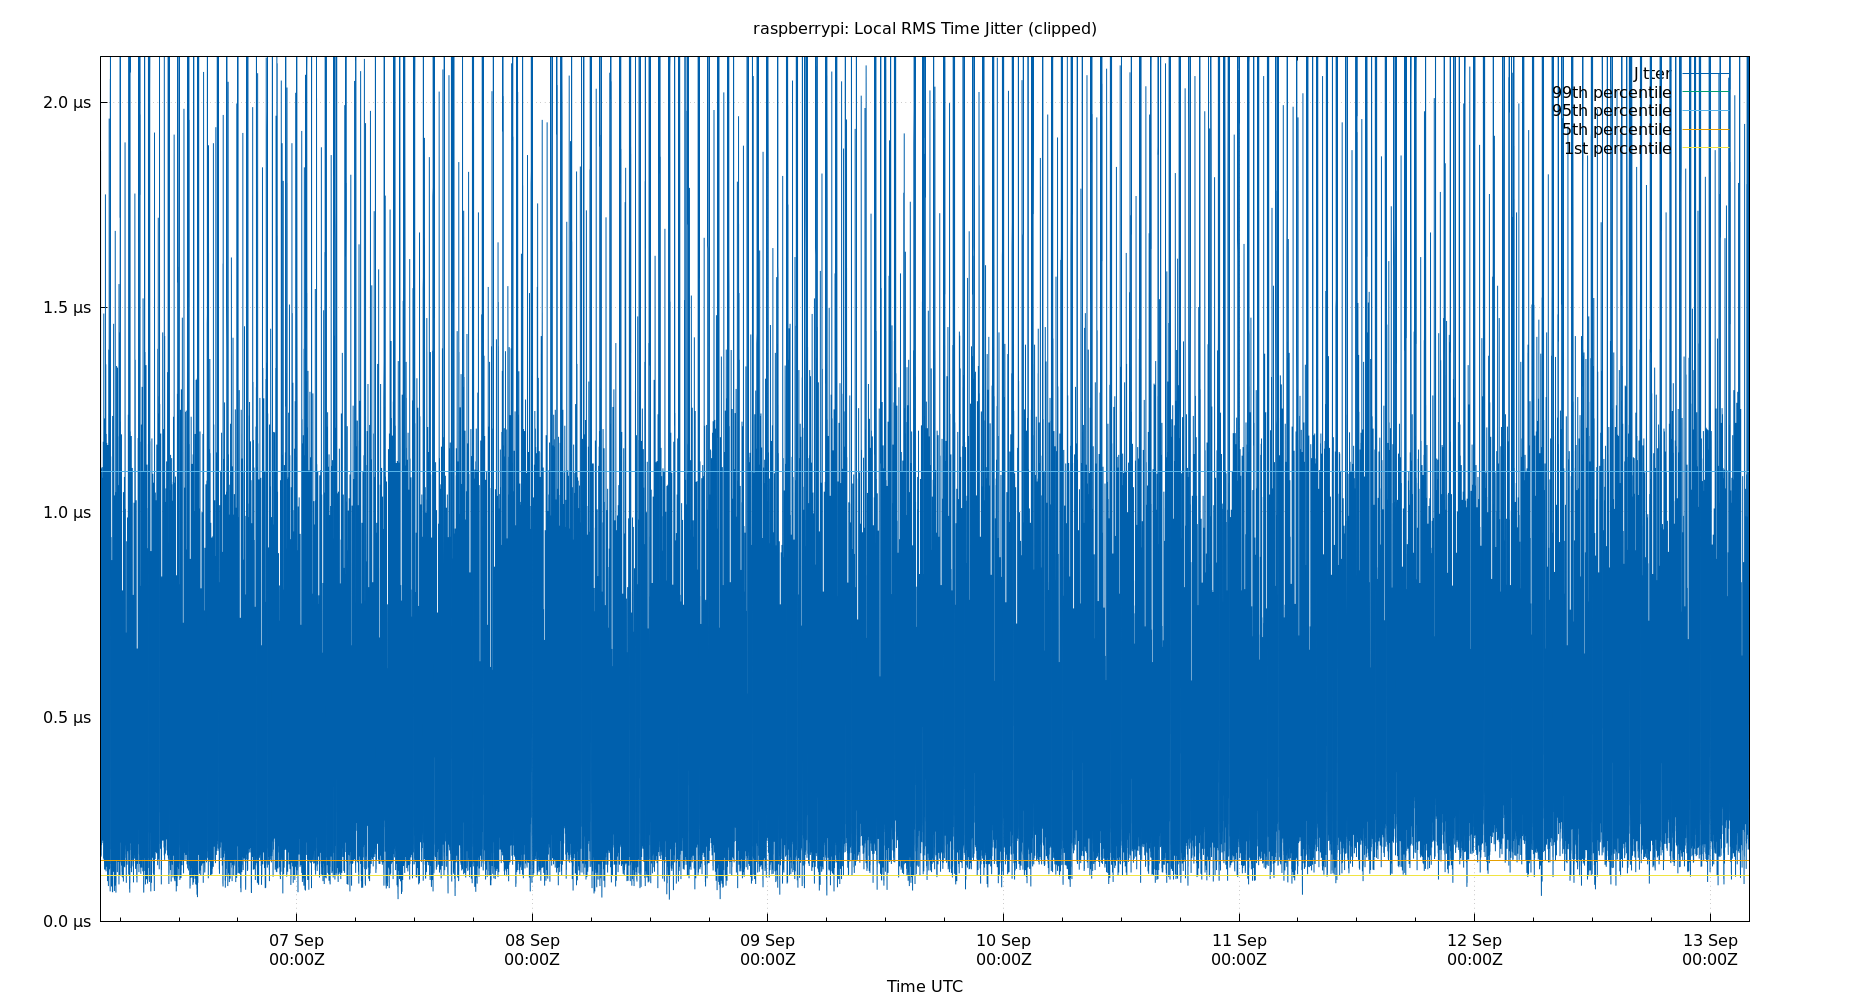 raspberrypi: Local RMS Time Jitter (clipped)
Jitter
99th percentile
95th percentile
5th percentile
1st percentile
2.0 µs
1.5 µs
1.0 µs
0.5 µs
0.0 µs
07 Sep 08 Sep 09 Sep 10 Sep 11 Sep 12 Sep 13 Sep
00:00Z 00:00Z 00:00Z 00:00Z 00:00Z 00:00Z 00:00Z
Time UTC